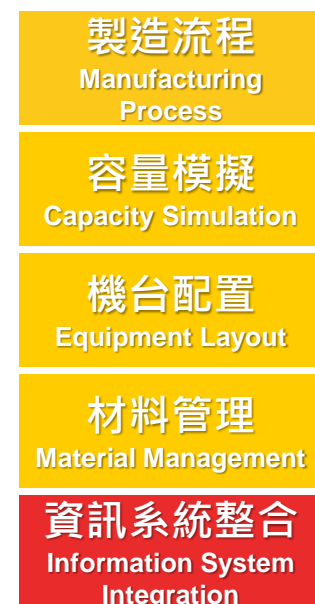 製造流程
Manufacturing
Process
容量模擬
Capacity Simulation
機台配置
Equipment Layout
材料管理
Material Management
資訊系統整合
Information System
Integration